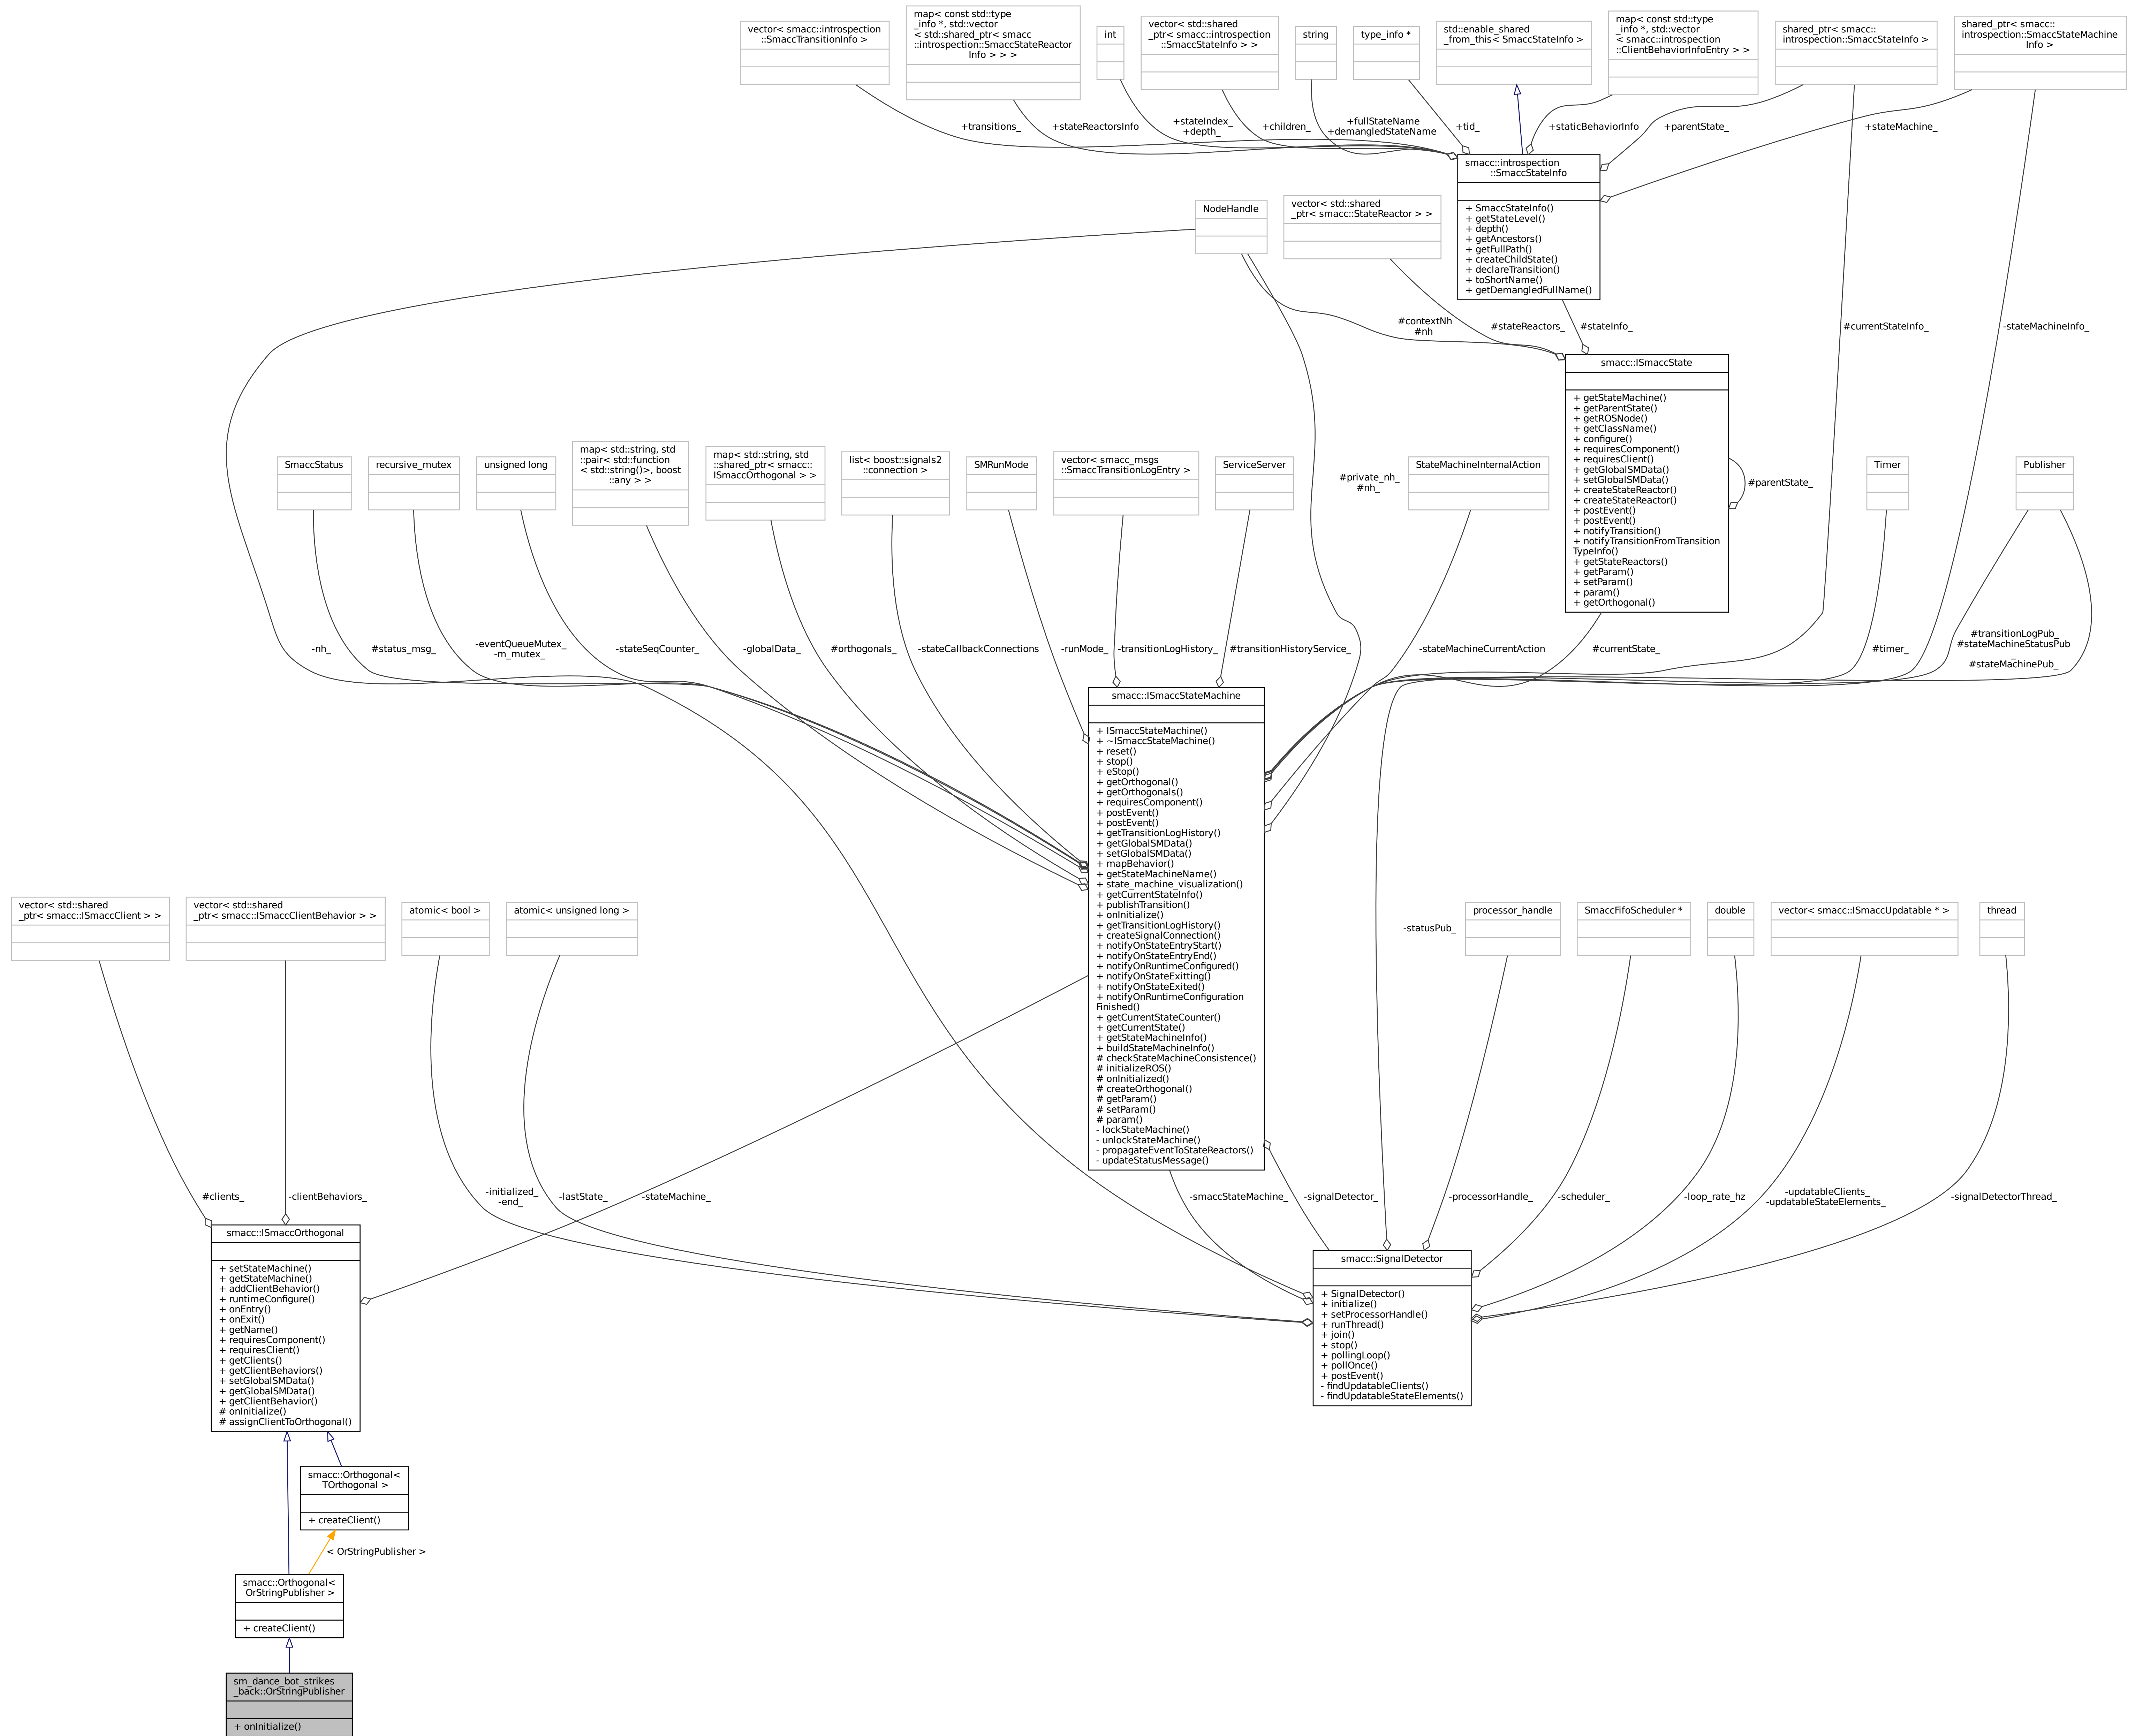 vector< smacc::introspection
::SmaccTransitionInfo >
map< const std::type
_info *, std::vector
< std::shared_ptr< smacc
::introspection::SmaccStateReactor
Info > > >
int
vector< std::shared
_ptr< smacc::introspection
::SmaccStateInfo > >
string
type_info *
std::enable_shared
_from_this< SmaccStateInfo >
map< const std::type
_info *, std::vector
< smacc::introspection
::ClientBehaviorInfoEntry > >
shared_ptr< smacc::
introspection::SmaccStateInfo >
shared_ptr< smacc::
introspection::SmaccStateMachine
Info >
+transitions_
+stateReactorsInfo
+stateIndex_
+depth_
+children_
+fullStateName
+demangledStateName
+tid_
+staticBehaviorInfo
+parentState_
+stateMachine_
smacc::introspection
::SmaccStateInfo
+ SmaccStateInfo()
+ getStateLevel()
+ depth()
+ getAncestors()
+ getFullPath()
+ createChildState()
+ declareTransition()
+ toShortName()
+ getDemangledFullName()
NodeHandle
vector< std::shared
_ptr< smacc::StateReactor > >
#contextNh
#nh
#stateReactors_
#stateInfo_
#currentStateInfo_
-stateMachineInfo_
smacc::ISmaccState
+ getStateMachine()
+ getParentState()
+ getROSNode()
+ getClassName()
+ configure()
+ requiresComponent()
+ requiresClient()
+ getGlobalSMData()
+ setGlobalSMData()
+ createStateReactor()
+ createStateReactor()
+ postEvent()
+ postEvent()
+ notifyTransition()
+ notifyTransitionFromTransition
TypeInfo()
+ getStateReactors()
+ getParam()
+ setParam()
+ param()
+ getOrthogonal()
#parentState_
SmaccStatus
recursive_mutex
unsigned long
map< std::string, std
::pair< std::function
< std::string()>, boost
::any > >
map< std::string, std
::shared_ptr< smacc::
ISmaccOrthogonal > >
list< boost::signals2
::connection >
SMRunMode
vector< smacc_msgs
::SmaccTransitionLogEntry >
ServiceServer
#private_nh_
#nh_
StateMachineInternalAction
Timer
Publisher
-nh_
#status_msg_
-eventQueueMutex_
-m_mutex_
-stateSeqCounter_
-globalData_
#orthogonals_
-stateCallbackConnections
-runMode_
-transitionLogHistory_
#transitionHistoryService_
-stateMachineCurrentAction
#currentState_
#timer_
#transitionLogPub_
#stateMachineStatusPub
_
#stateMachinePub_
smacc::ISmaccStateMachine
+ ISmaccStateMachine()
+ ~ISmaccStateMachine()
+ reset()
+ stop()
+ eStop()
+ getOrthogonal()
+ getOrthogonals()
+ requiresComponent()
+ postEvent()
+ postEvent()
+ getTransitionLogHistory()
+ getGlobalSMData()
+ setGlobalSMData()
+ mapBehavior()
+ getStateMachineName()
+ state_machine_visualization()
+ getCurrentStateInfo()
+ publishTransition()
+ onInitialize()
+ getTransitionLogHistory()
+ createSignalConnection()
+ notifyOnStateEntryStart()
+ notifyOnStateEntryEnd()
+ notifyOnRuntimeConfigured()
+ notifyOnStateExitting()
+ notifyOnStateExited()
+ notifyOnRuntimeConfiguration
Finished()
+ getCurrentStateCounter()
+ getCurrentState()
+ getStateMachineInfo()
+ buildStateMachineInfo()
# checkStateMachineConsistence()
# initializeROS()
# onInitialized()
# createOrthogonal()
# getParam()
# setParam()
# param()
- lockStateMachine()
- unlockStateMachine()
- propagateEventToStateReactors()
- updateStatusMessage()
vector< std::shared
_ptr< smacc::ISmaccClient > >
vector< std::shared
_ptr< smacc::ISmaccClientBehavior > >
atomic< bool >
atomic< unsigned long >
-statusPub_
processor_handle
SmaccFifoScheduler *
double
vector< smacc::ISmaccUpdatable * >
thread
#clients_
-clientBehaviors_
-initialized_
-end_
-lastState_
-stateMachine_
-smaccStateMachine_
-signalDetector_
-processorHandle_
-scheduler_
-loop_rate_hz
-updatableClients_
-updatableStateElements_
-signalDetectorThread_
smacc::ISmaccOrthogonal
+ setStateMachine()
+ getStateMachine()
+ addClientBehavior()
+ runtimeConfigure()
+ onEntry()
+ onExit()
+ getName()
+ requiresComponent()
+ requiresClient()
+ getClients()
+ getClientBehaviors()
+ setGlobalSMData()
+ getGlobalSMData()
+ getClientBehavior()
# onInitialize()
# assignClientToOrthogonal()
smacc::SignalDetector
+ SignalDetector()
+ initialize()
+ setProcessorHandle()
+ runThread()
+ join()
+ stop()
+ pollingLoop()
+ pollOnce()
+ postEvent()
- findUpdatableClients()
- findUpdatableStateElements()
smacc::Orthogonal<
TOrthogonal >
+ createClient()
< OrStringPublisher >
smacc::Orthogonal<
OrStringPublisher >
+ createClient()
sm_dance_bot_strikes
_back::OrStringPublisher
+ onInitialize()